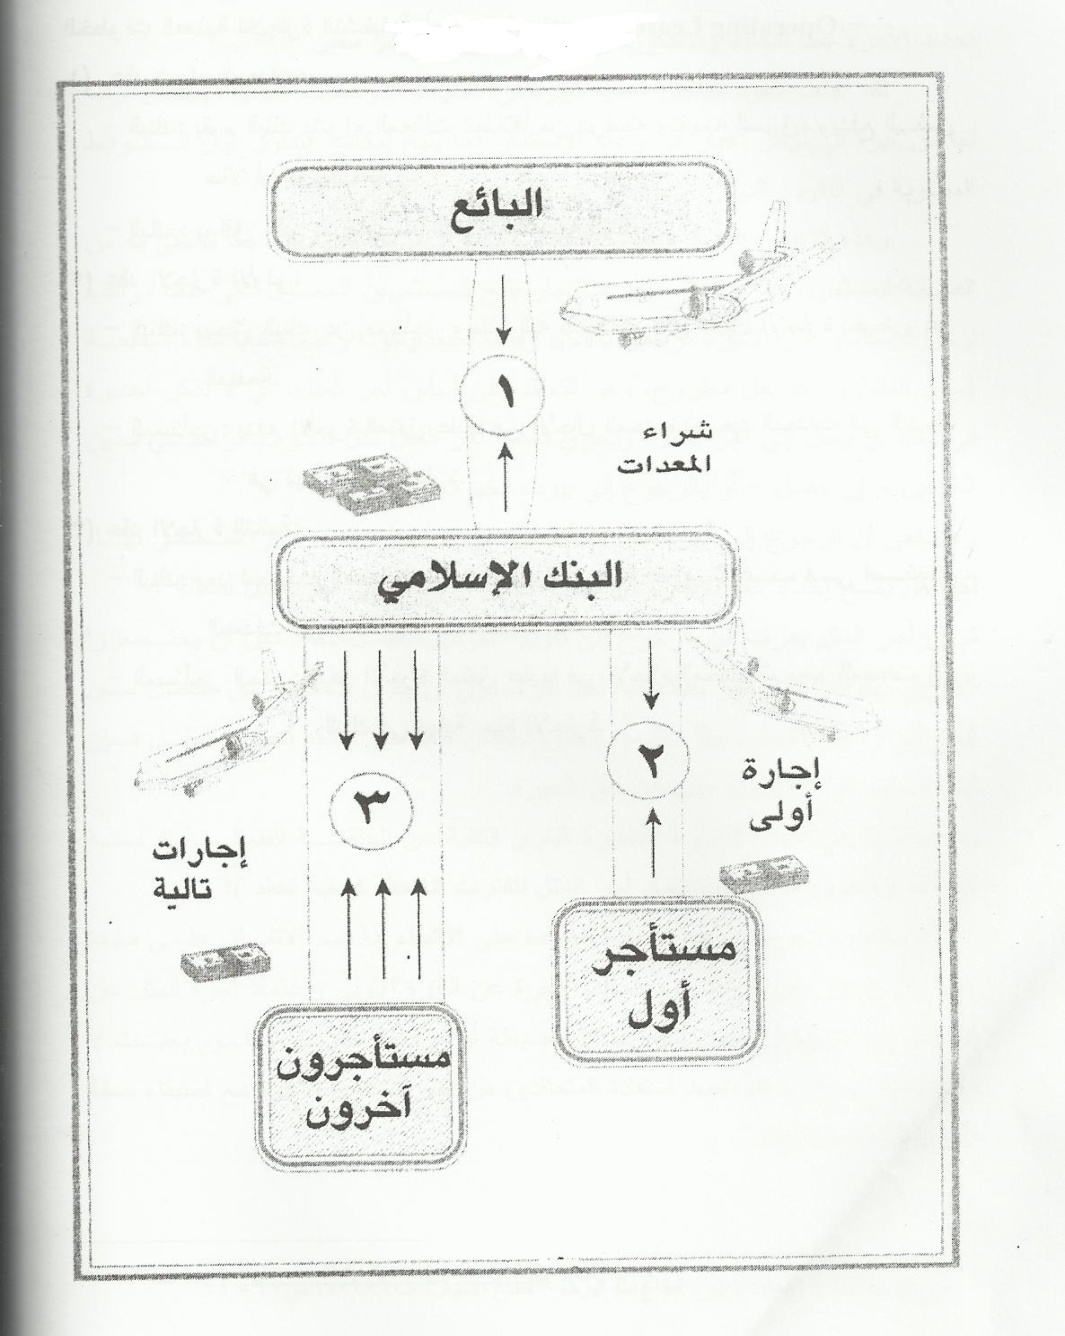 البائع
١
شراء
المعدات
البنك الإسلامي
٢
إجارة
أولى
٣
إجارات
تالية
مستأجر
أول
مستأجرون
آخرون